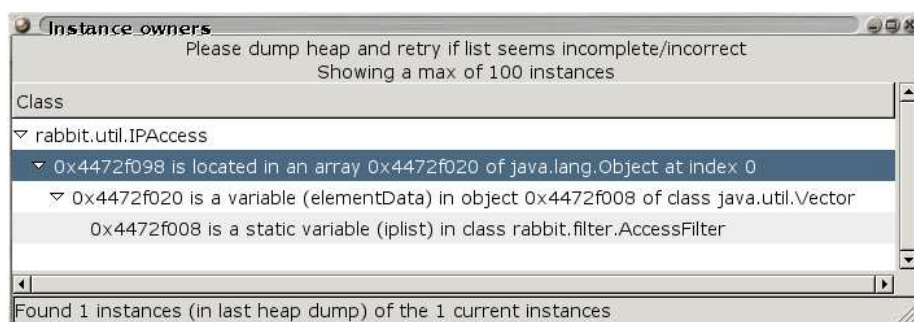 Instance owners
Please dump heap and retry if list seems incomplete/incorrect
Showing a max of 100 instances
Class
rabbit.util.IPAccess
0x4472f098 is located in an array 0x4472f020 of java.lang.Object at index 0
0x4472f020 is a variable (elementData) in object 0x4472f008 of class java.util.Vector
0x4472f008 is a static variable (iplist) in class rabbit.filter.AccessFilter
Found 1 instances (in last heap dump) of the 1 current instances